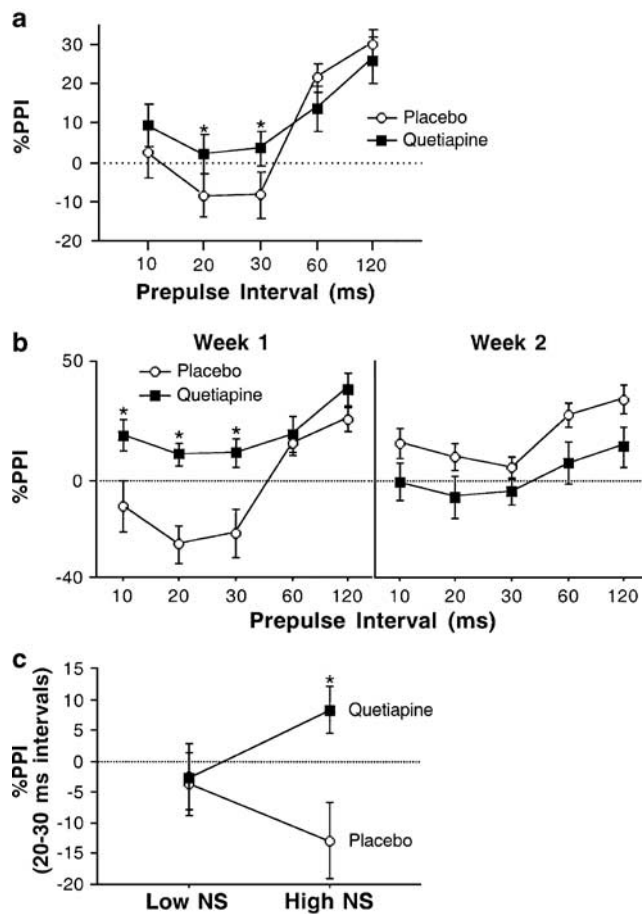 a
30
20
10
0
-10
-20
%PPI
* *
Placebo
Quetiapine
10 20 30 60 120
Prepulse Interval (ms)
b
Week 1 Week 2
50
0
-40
%PPI
Placebo
Quetiapine
* * *
10 20 30 60 120 10 20 30 60 120
Prepulse Interval (ms)
c
15
10
5
0
-5
-10
-15
-20
%PPI
(20-30 ms intervals)
*
Quetiapine
Placebo
Low NS High NS